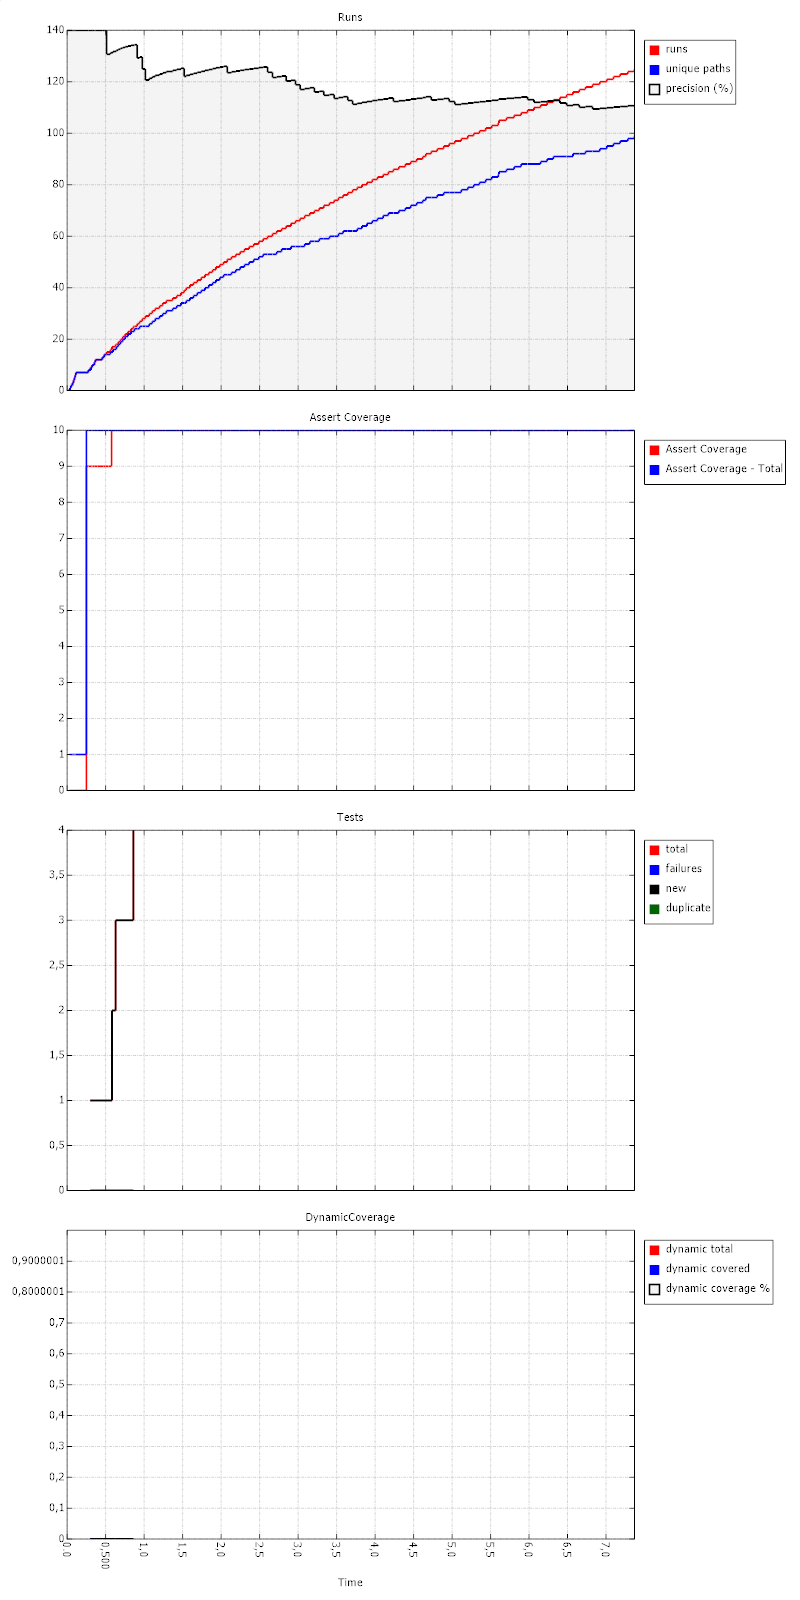 Runs
140
120
100
80
60
40
20
0
runs
unique paths
precision (%)
Assert Coverage
10
9
8
7
6
5
4
3
2
1
0
Assert Coverage
Assert Coverage - Total
Tests
4
3,5
3
2,5
2
1,5
1
0,5
0
total
failures
new
duplicate
DynamicCoverage
0,9000001
0,8000001
0,7
0,6
0,5
0,4
0,3
0,2
0,1
0
dynamic total
dynamic covered
dynamic coverage %
0,0 0,500 1,0 1,5 2,0 2,5 3,0 3,5 4,0 4,5 5,0 5,5 6,0 6,5 7,0
Time